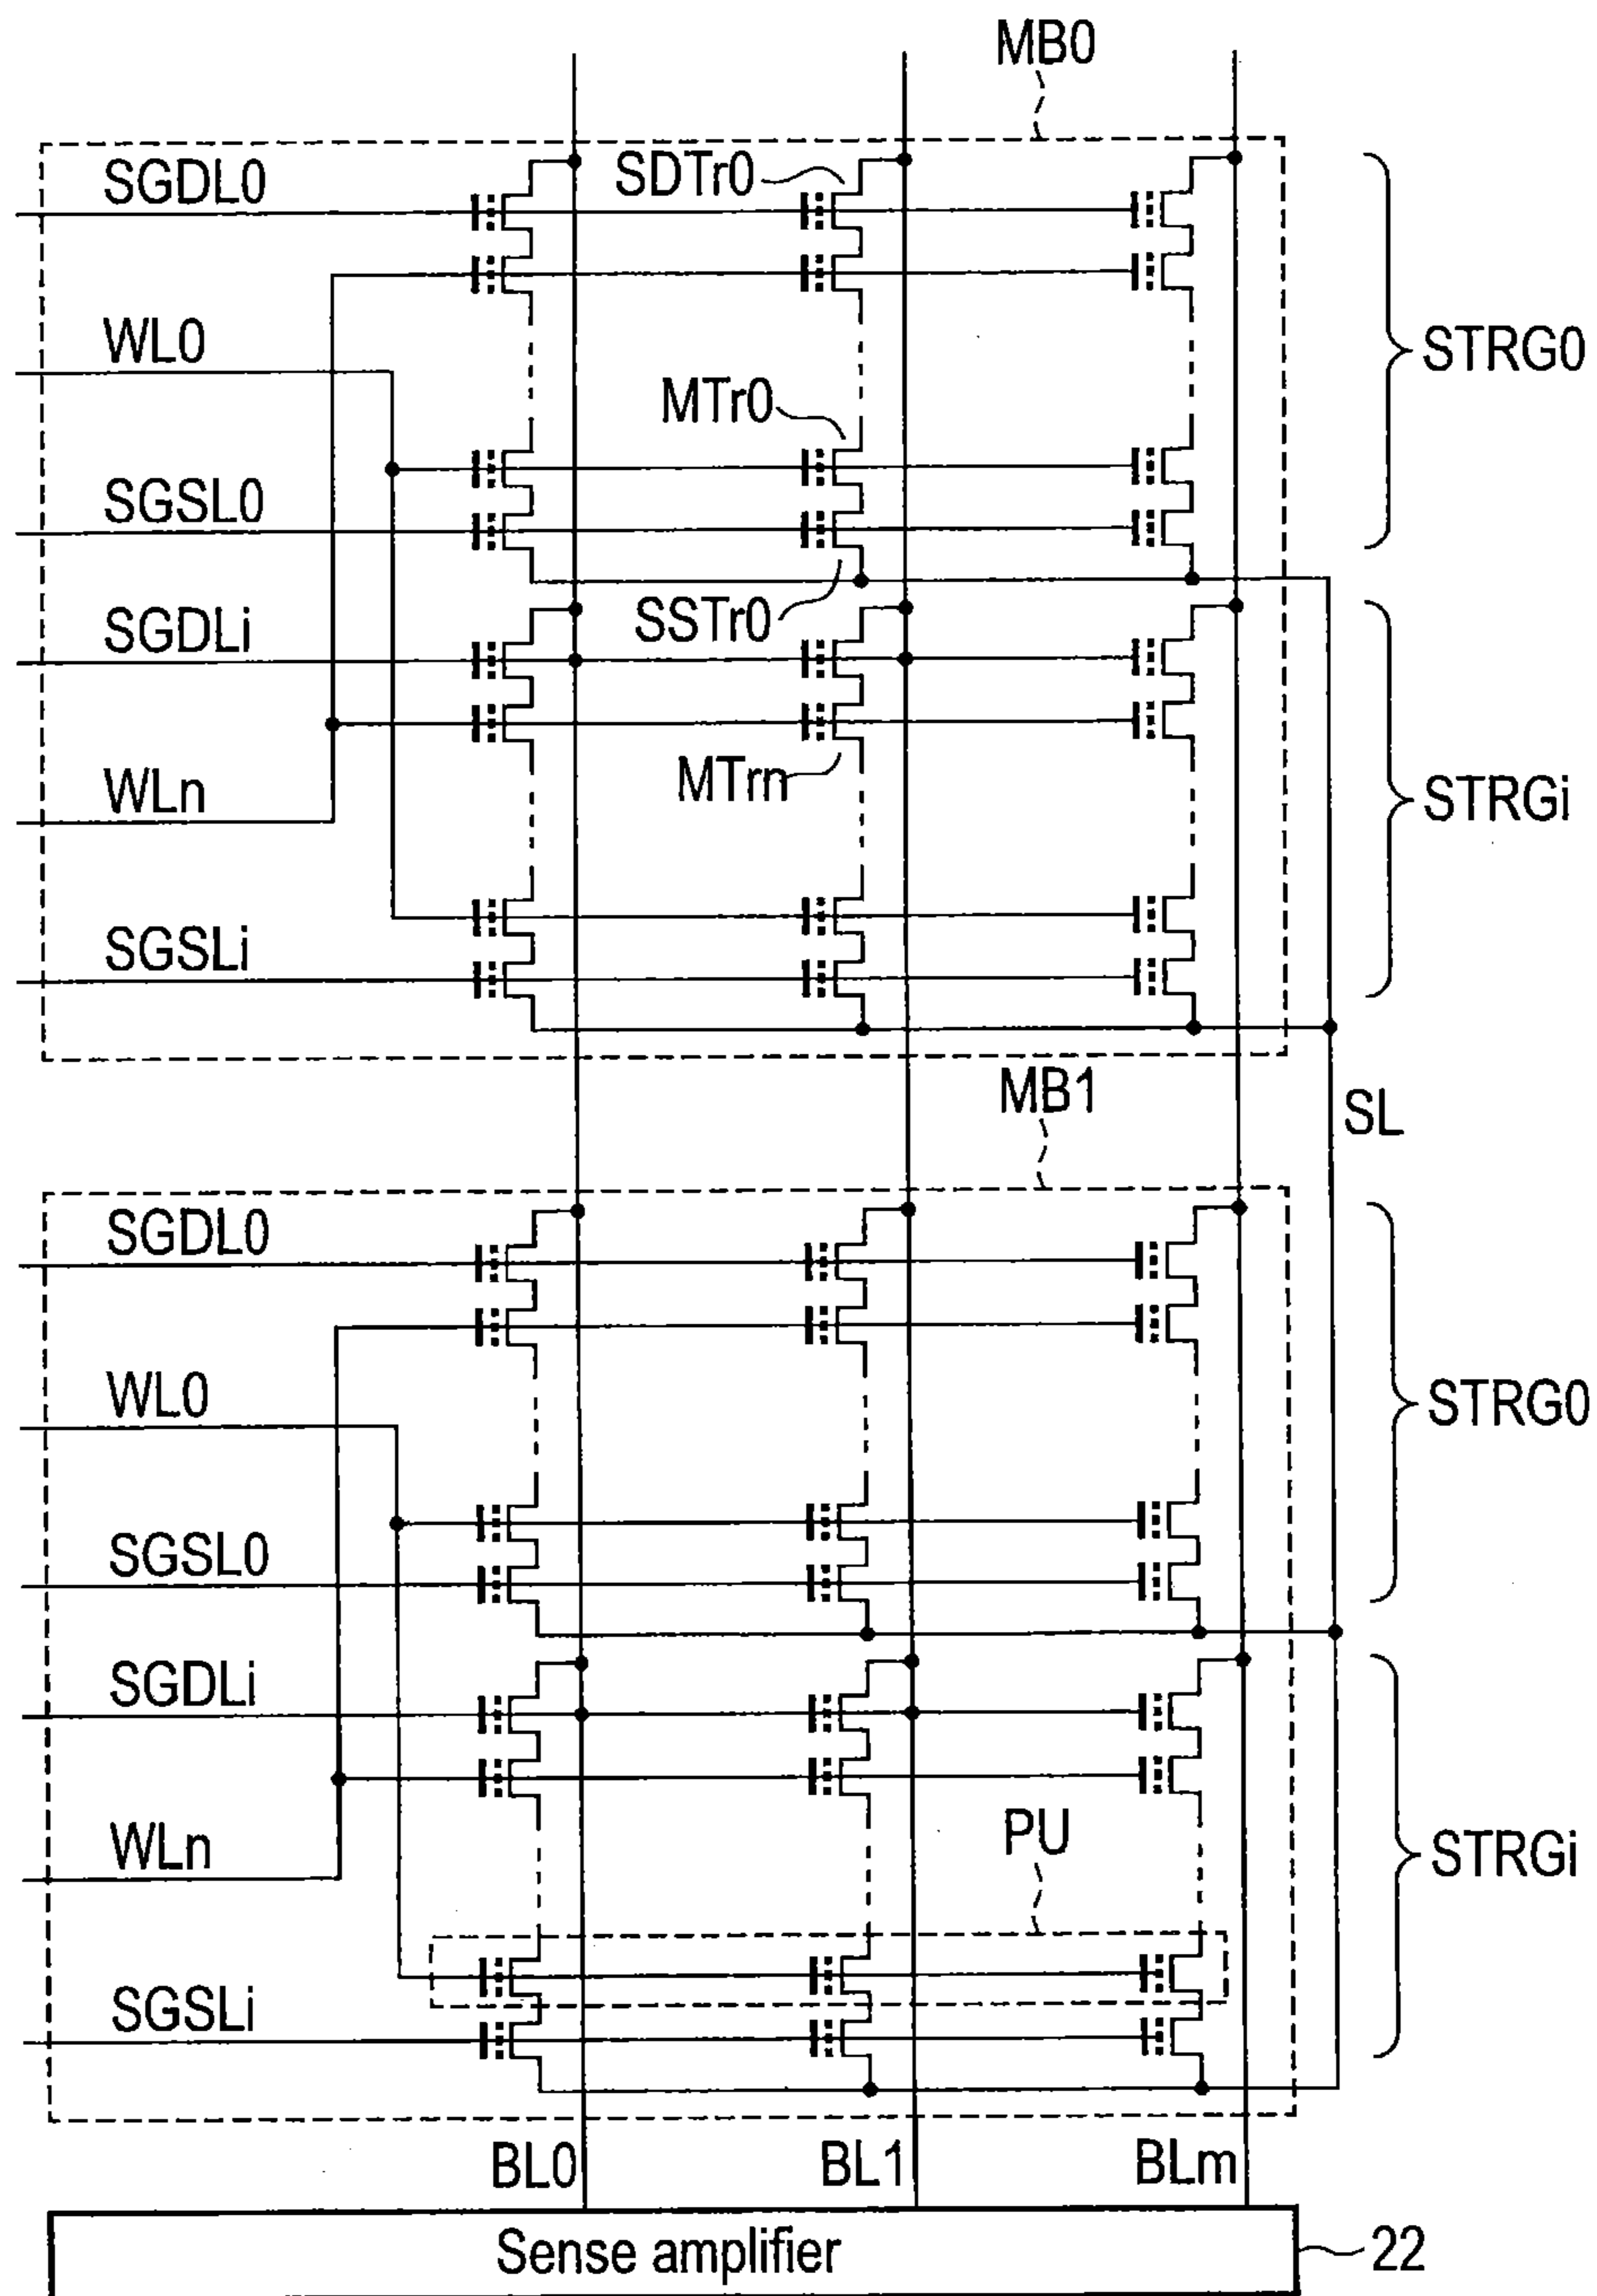 MB0
SGDL0
SDTr0
WL0
STRG0
MTr0
SGSL0
SSTr0
SGDLi
MTrn
WLn
STRGi
SGSLi
MB1
SL
SGDL0
WL0
STRG0
SGSL0
SGDLi
PU
WLn
STRGi
SGSLi
BL0 BL1 BLm
Sense amplifier 22